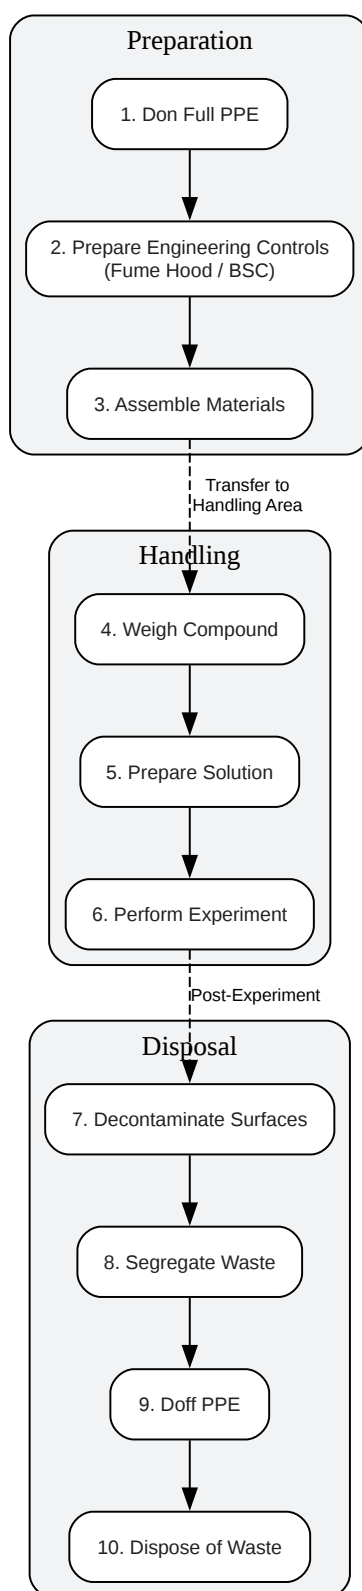 Preparation
1. Don Full PPE
2. Prepare Engineering Controls
(Fume Hood / BSC)
3. Assemble Materials
Transfer to
Handling Area
Handling
4. Weigh Compound
5. Prepare Solution
6. Perform Experiment
Post-Experiment
Disposal
7. Decontaminate Surfaces
8. Segregate Waste
9. Doff PPE
10. Dispose of Waste